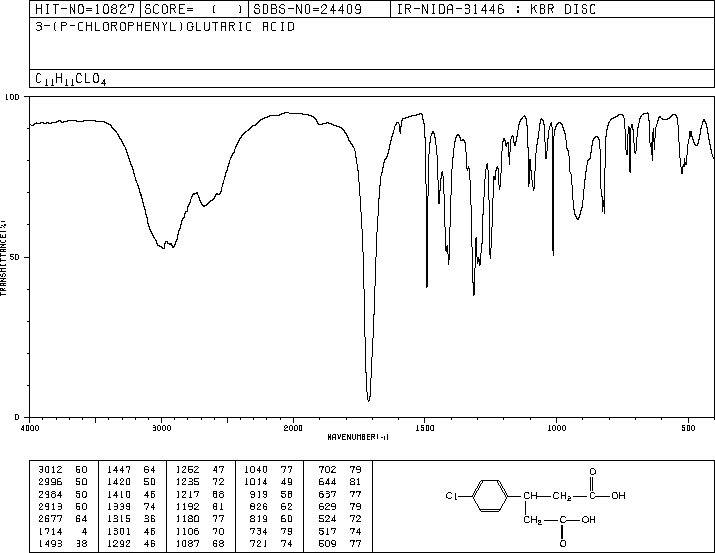 HIT-NO=10827 SCORE= ( ) SDBS-NO=24409 IR-NIDA-31446 : KBR DISC
3-(P-CHLOROPHENYL)GLUTARIC ACID
C11H11CLO4
100
50
0
TRANSMITTANCE(%)
4000 3000 2000 1500 1000 500
WAVENUMBER(-1)
3012 60 1447 64 1252 47 1040 77 702 79
2996 50 1420 50 1235 72 1014 49 644 81
2984 50 1410 46 1217 68 919 58 637 77
2913 60 1339 74 1192 81 826 62 629 79
2677 64 1315 36 1180 77 819 60 524 72
1714 4 1301 46 1106 70 734 79 517 74
1493 38 1292 46 1087 68 721 74 509 77
O
Cl CH CH2 C OH
CH2 C OH
O